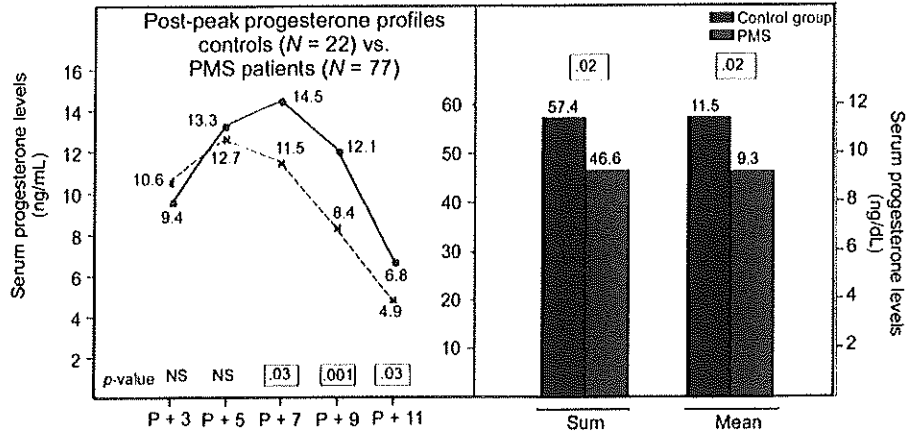 Post-peak progesterone profiles
controls (N = 22) vs.
PMS patients (N = 77)
Serum progesterone levels
(ng/mL)
16
14
12
10
8
6
4
2
10.6
9.4
13.3
12.7
14.5
11.5
12.1
8.4
6.8
4.9
p-value NS NS .03 .001 .03
P + 3 P + 5 P + 7 P + 9 P + 11
Control group
PMS
.02 .02
60
50
40
30
20
10
57.4
46.6
11.5
9.3
12
10
8
6
4
2
Serum progesterone levels
(ng/dL)
Sum Mean